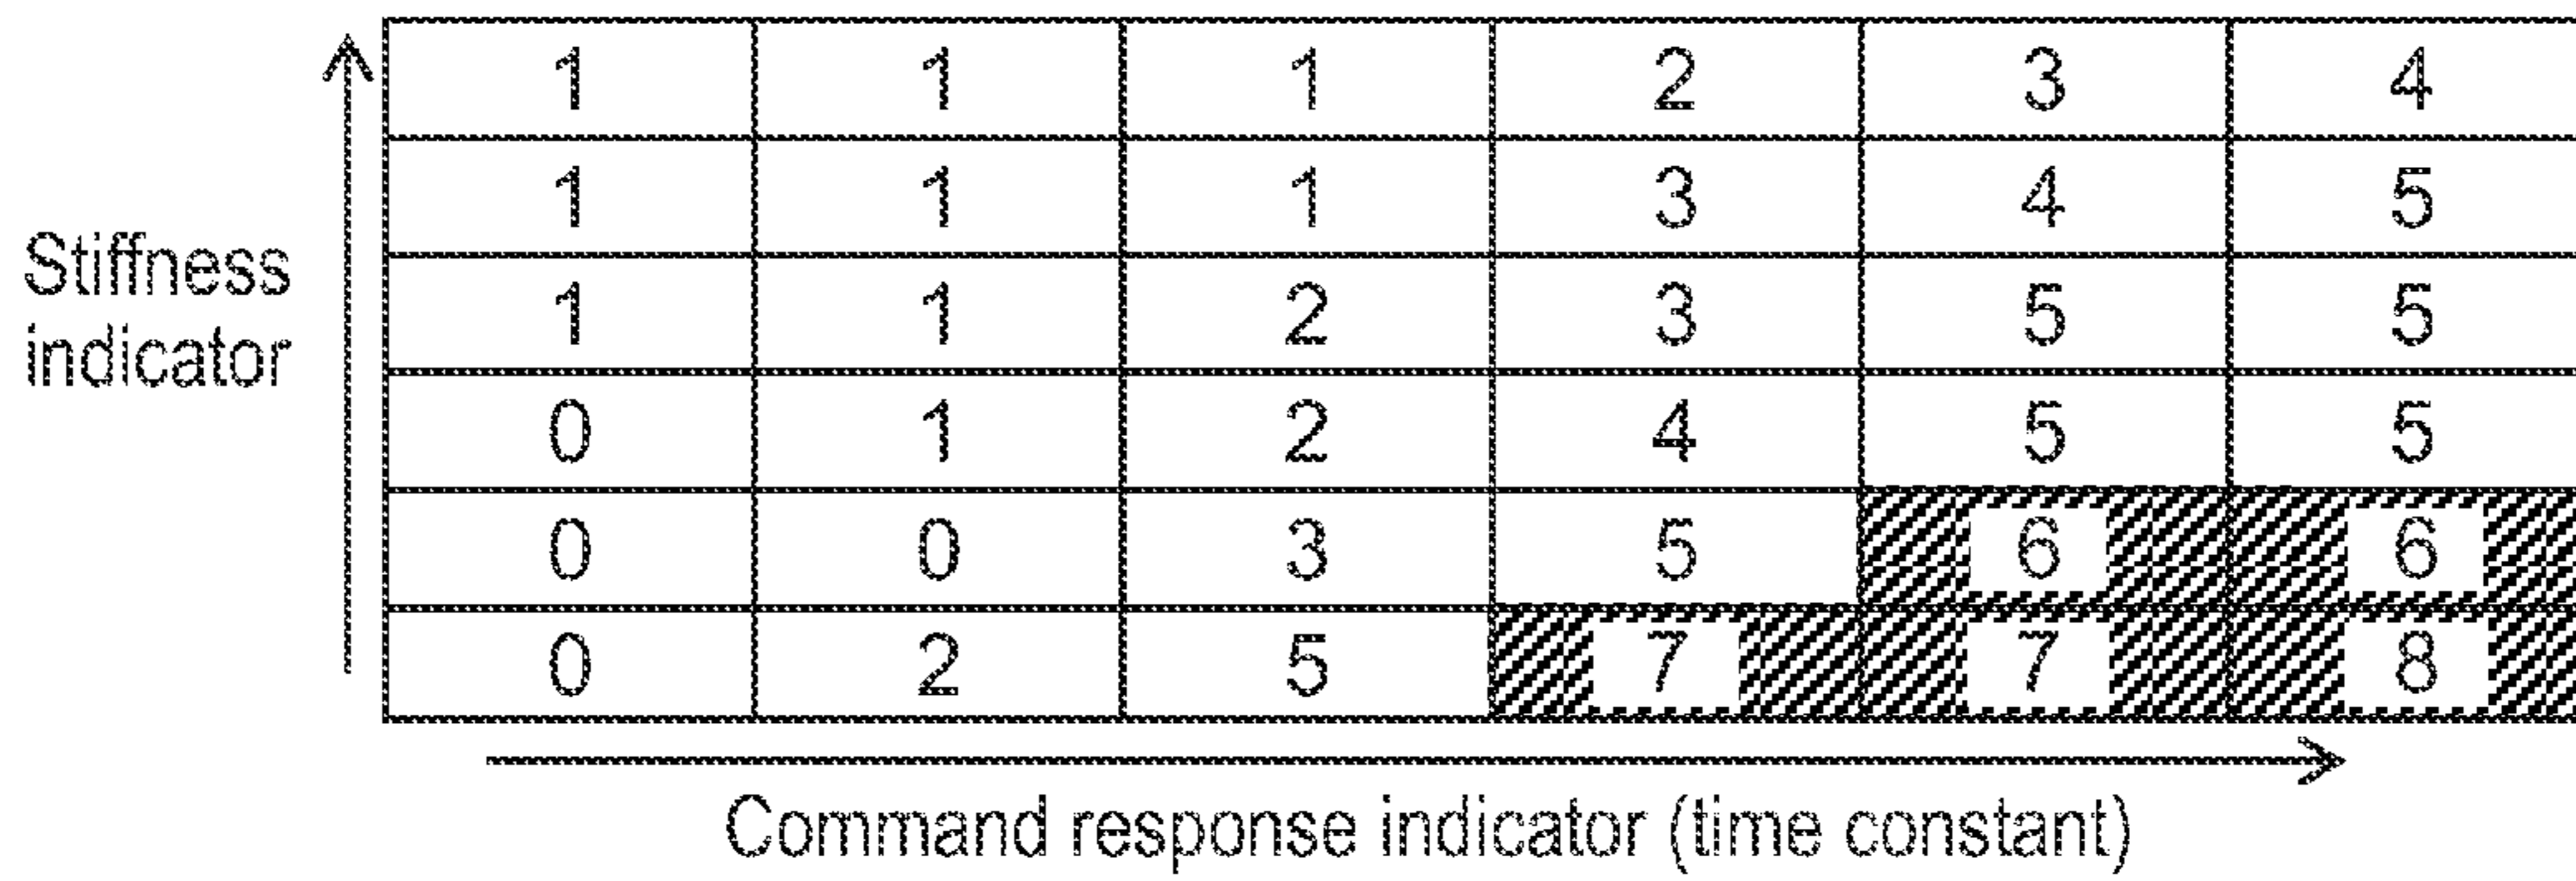 1 1 1 2 3 4
1 1 1 3 4 5
Stiffness
indicator
1 1 2 3 5 5
0 1 2 4 5 5
0 0 3 5 6 6
0 2 5 7 7 8
Command response indicator (time constant)